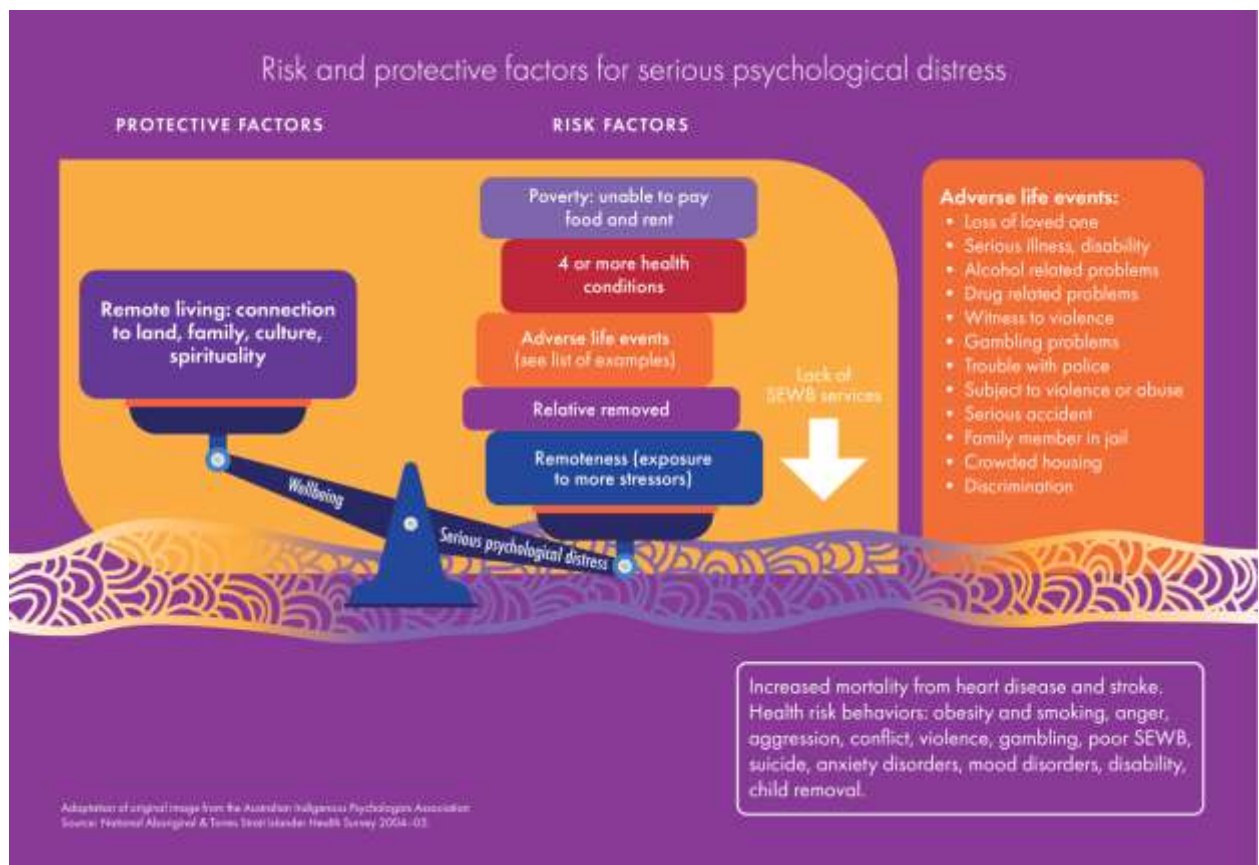 Risk and protective factors for serious psychological distress
PROTECTIVE FACTORS
RISK FACTORS
Remote living: connection
to land, family, culture,
spirituality
Poverty: unable to pay
food and rent
4 or more health
conditions
Adverse life events
(see list of examples)
Relative removed
Remoteness (exposure
to more stressors)
Lack of
SEWB services
Wellbeing
Serious psychological distress
Adverse life events:
• Loss of loved one
• Serious illness, disability
• Alcohol related problems
• Drug related problems
• Witness to violence
• Gambling problems
• Trouble with police
• Subject to violence or abuse
• Serious accident
• Family member in jail
• Crowded housing
• Discrimination
Increased mortality from heart disease and stroke.
Health risk behaviors: obesity and smoking, anger,
aggression, conflict, violence, gambling, poor SEWB,
suicide, anxiety disorders, mood disorders, disability,
child removal.
Adaptation of original image from the Australian Indigenous Psychologists Association
Source: National Aboriginal & Torres Strait Islander Health Survey 2004–05.